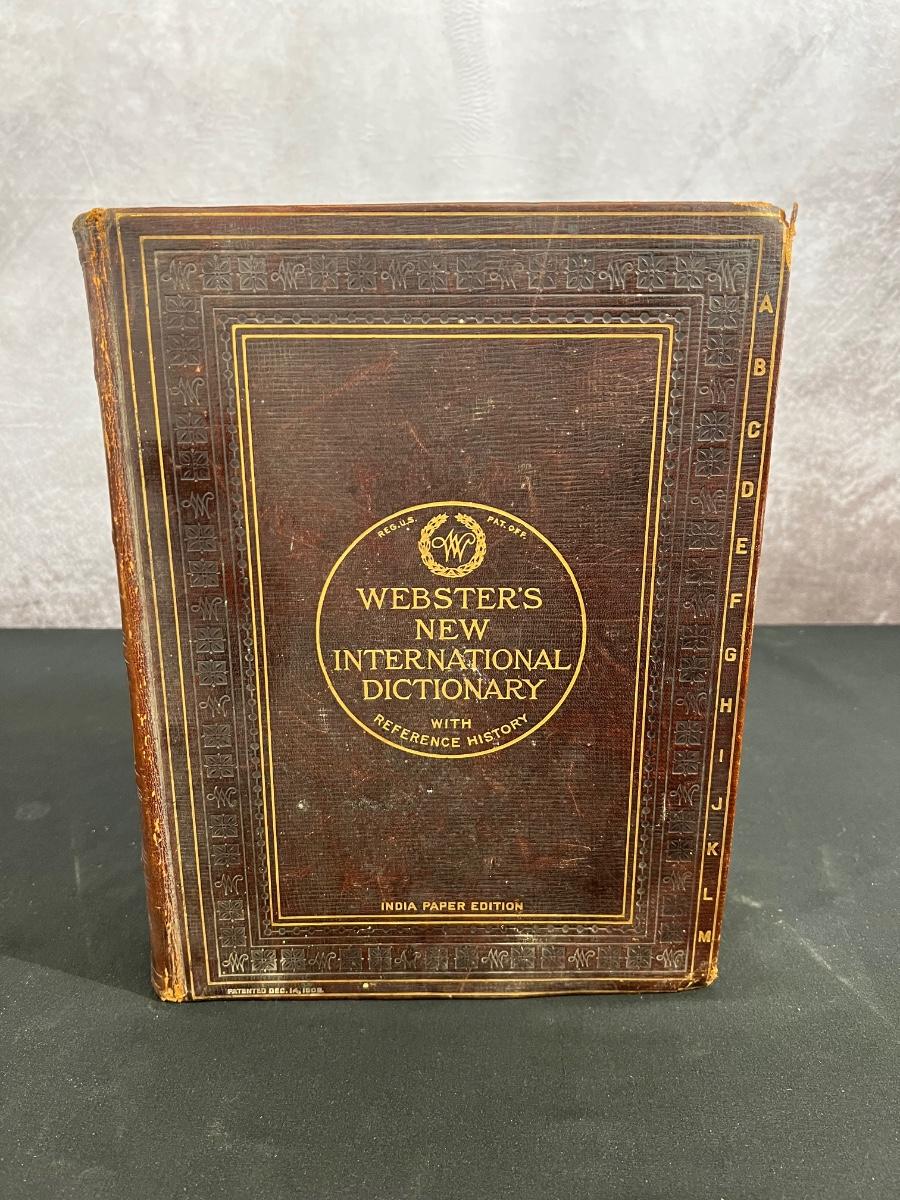 REG. U.S. PAT. OFF.
W
WEBSTER'S
NEW
INTERNATIONAL
DICTIONARY
WITH
REFERENCE HISTORY
INDIA PAPER EDITION
PATENTED DEC. 14, 1909.
A
B
C
D
E
F
G
H
I
J
K
L
M